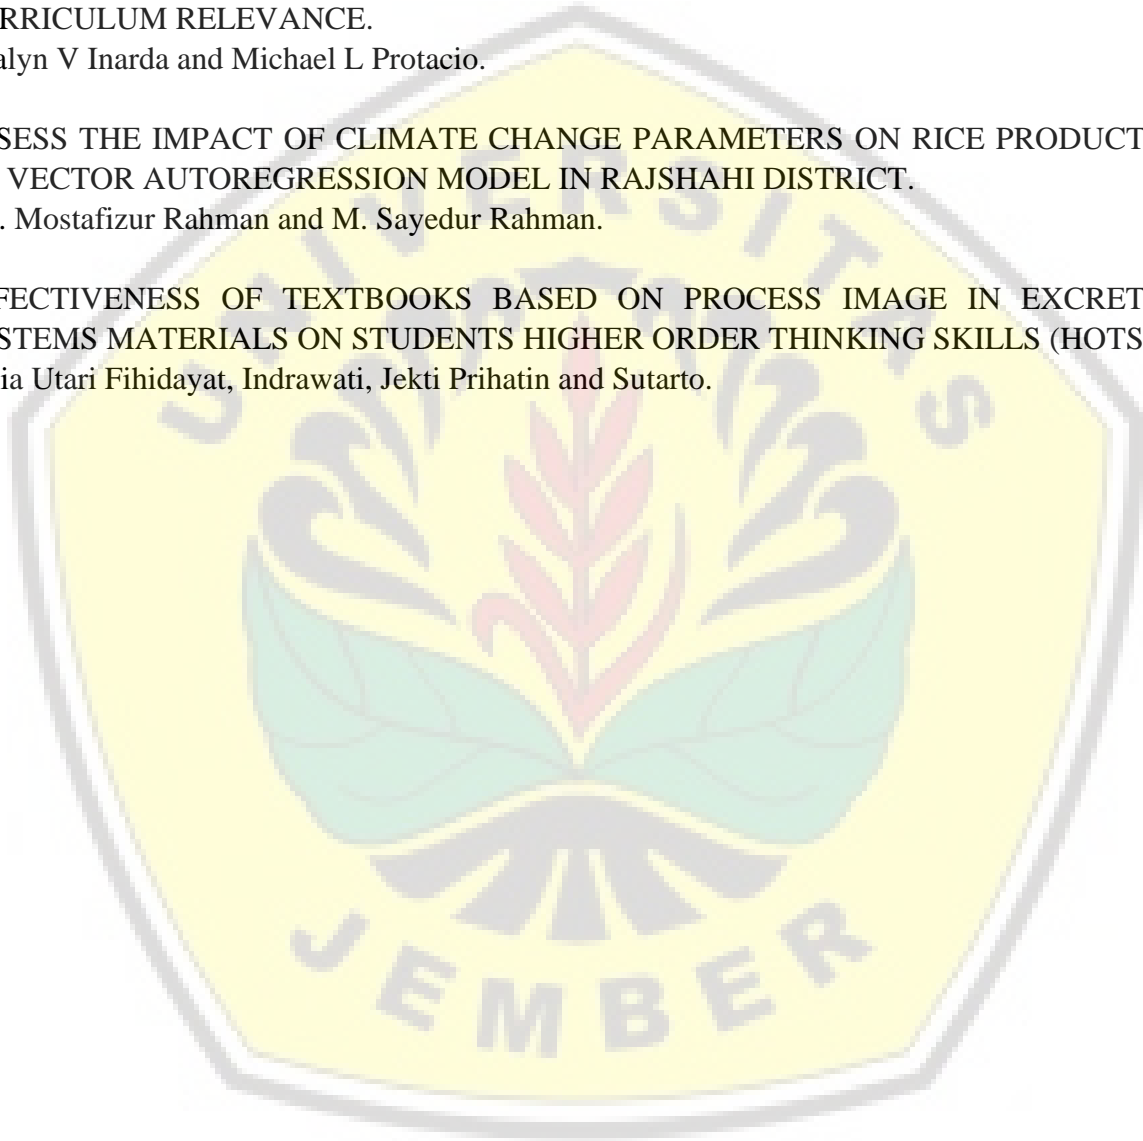 RRICULUM RELEVANCE.
alyn V Inarda and Michael L Protacio.
SESS THE IMPACT OF CLIMATE CHANGE PARAMETERS ON RICE PRODUCT
VECTOR AUTOREGRESSION MODEL IN RAJSHAHI DISTRICT.
. Mostafizur Rahman and M. Sayedur Rahman.
FECTIVENESS OF TEXTBOOKS BASED ON PROCESS IMAGE IN EXCRET
STEMS MATERIALS ON STUDENTS HIGHER ORDER THINKING SKILLS (HOTS
ia Utari Fihidayat, Indrawati, Jekti Prihatin and Sutarto.
UNIVERSITAS
JEMBER